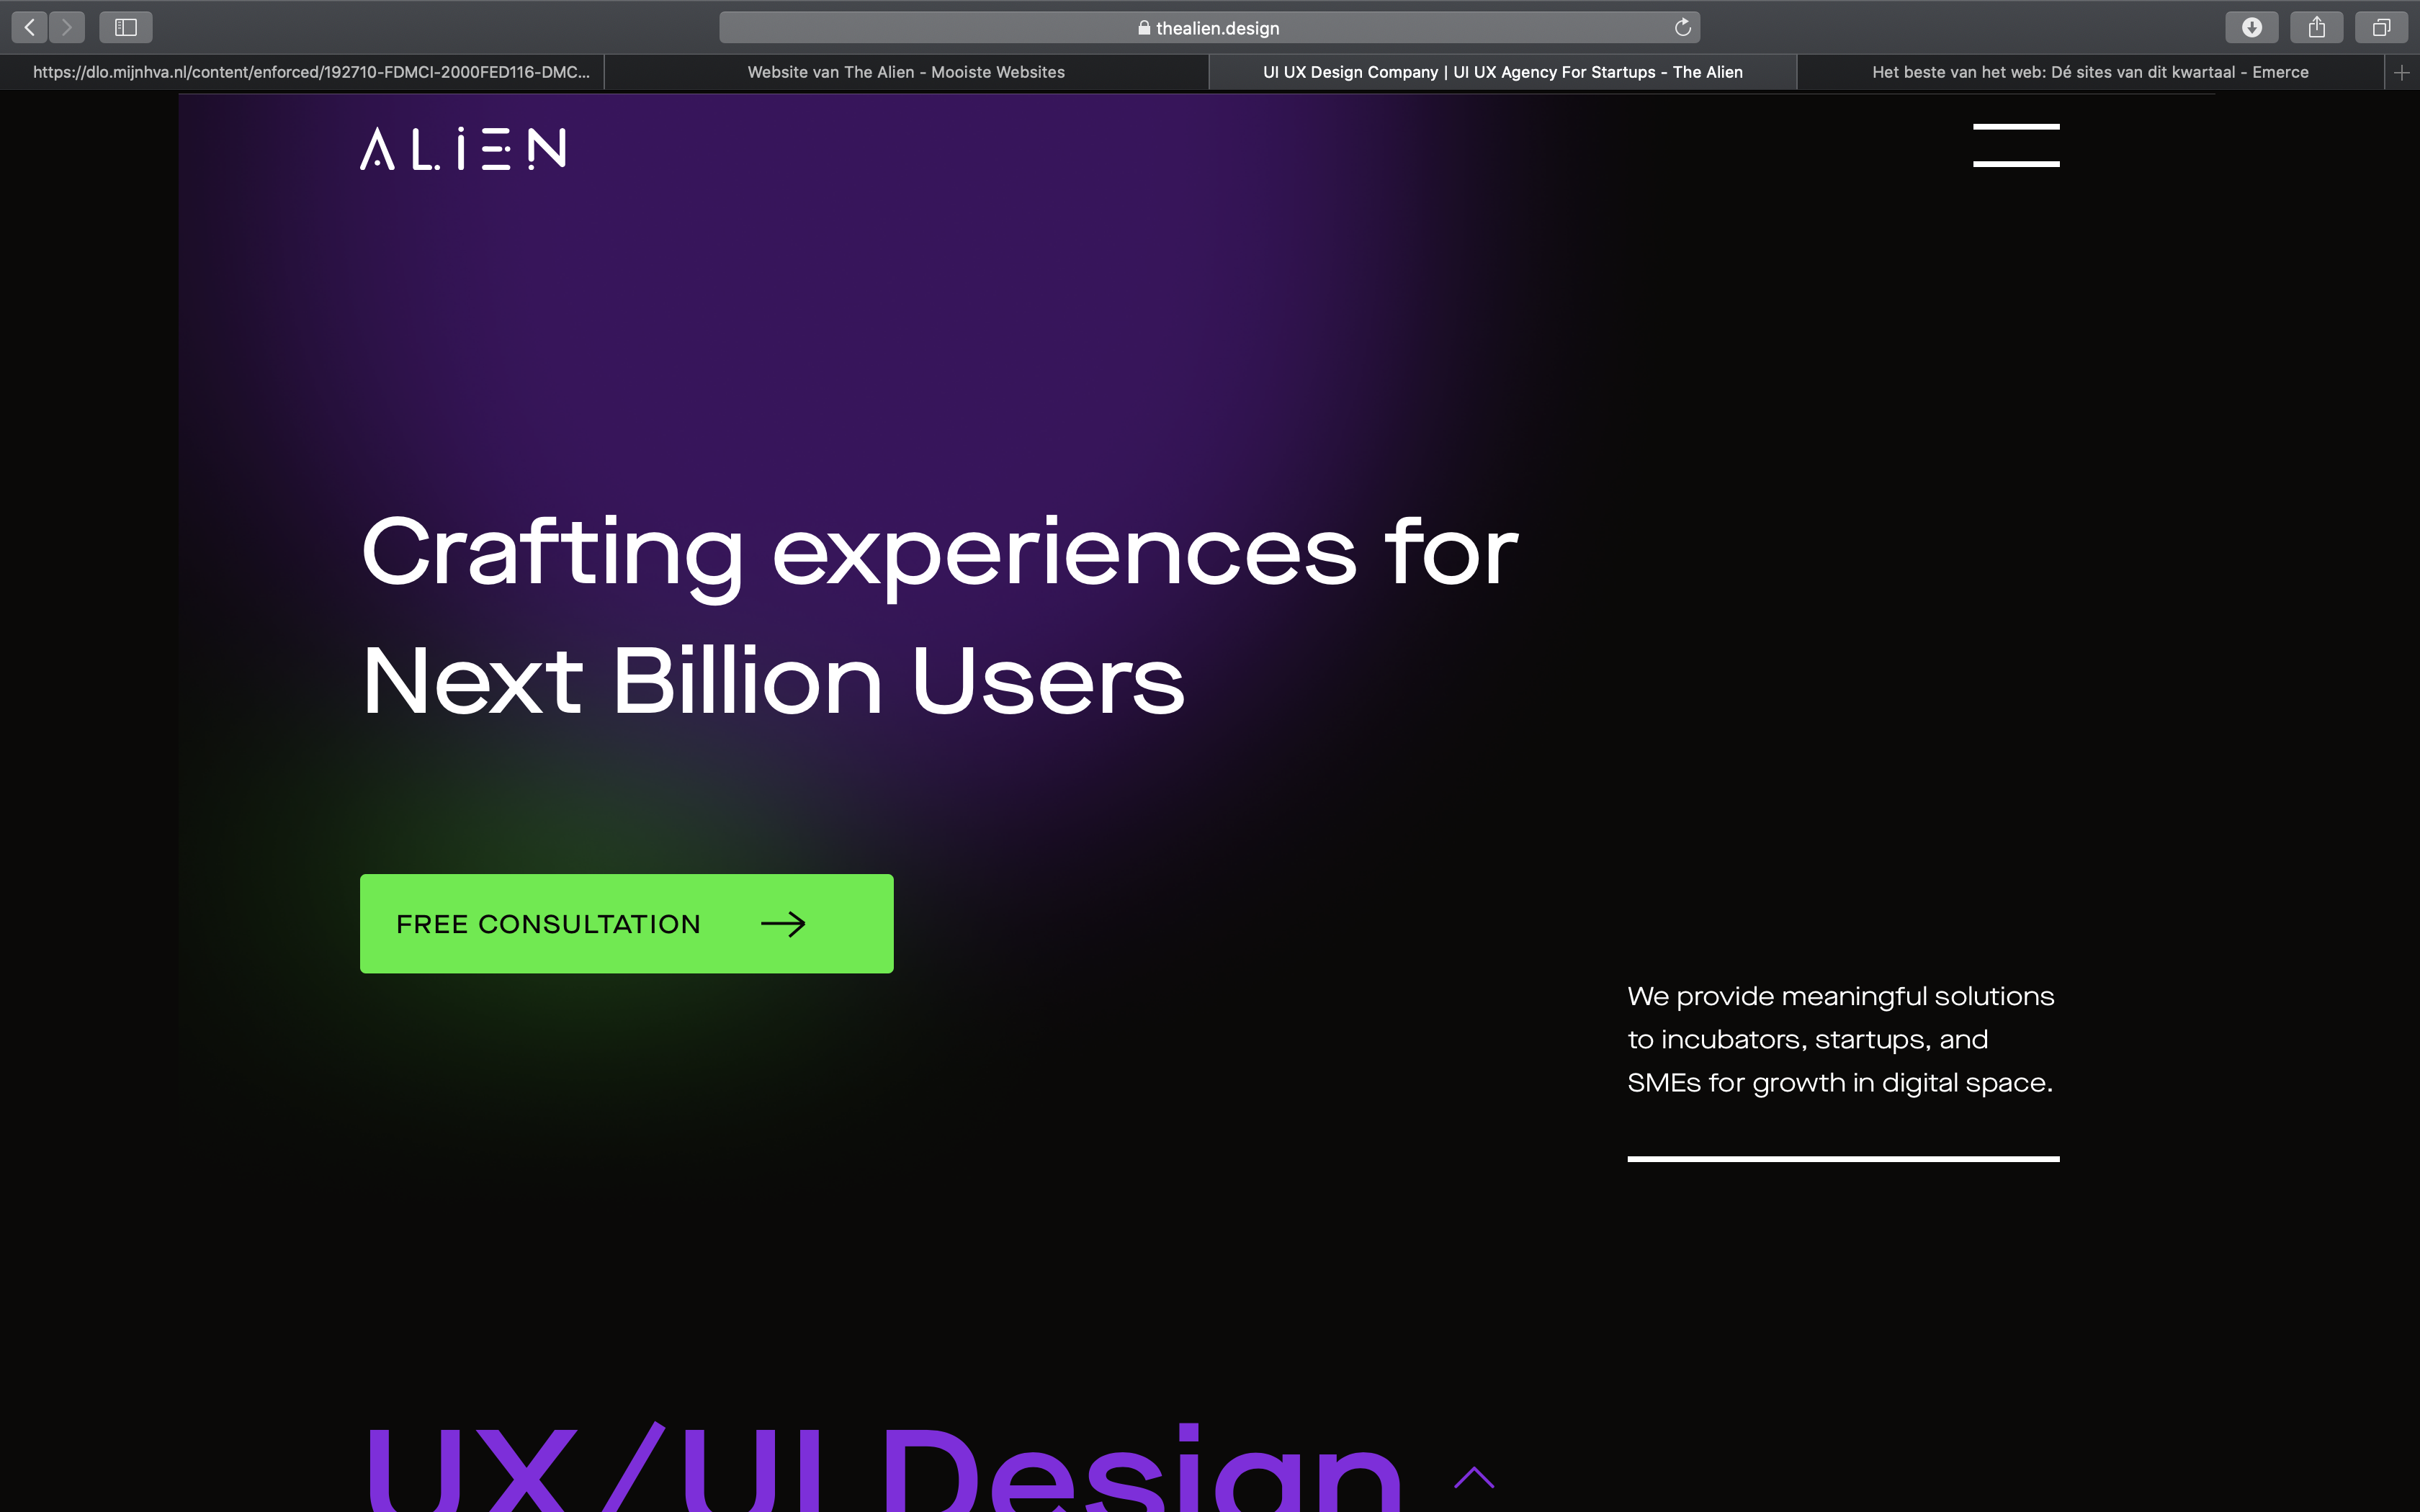 thealien.design
https://dlo.mijnhva.nl/content/enforced/192710-FDMCI-2000FED116-DMC...
Website van The Alien - Mooiste Websites
UI UX Design Company | UI UX Agency For Startups - The Alien
Het beste van het web: Dé sites van dit kwartaal - Emerce
ALiEN
Crafting experiences for
Next Billion Users
FREE CONSULTATION
We provide meaningful solutions
to incubators, startups, and
SMEs for growth in digital space.
UX/UI Design